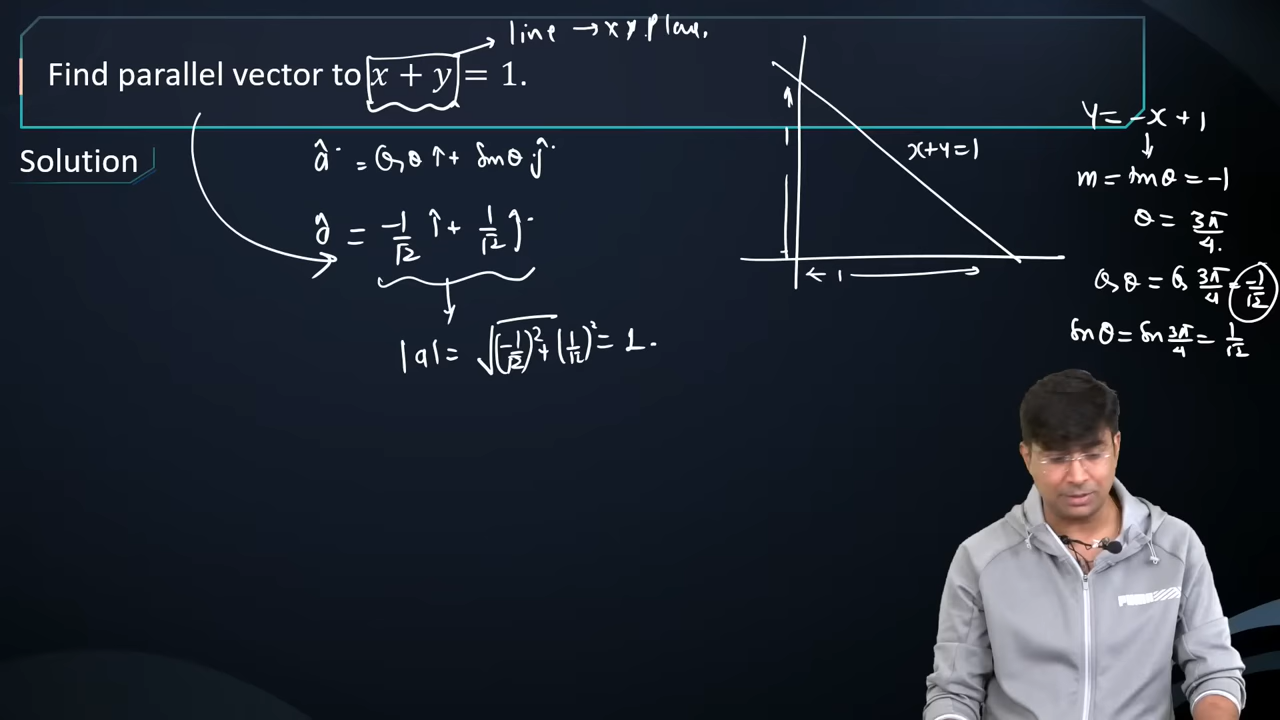 line → xy plane.
Find parallel vector to x + y = 1.
Solution
â = Cosθ î + Sinθ ĵ
â = -1/√2 î + 1/√2 ĵ
|a| = √((-1/√2)² + (1/√2)²) = 1.
x+y=1
1
1
y = -x + 1
m = tanθ = -1
θ = 3π/4.
Cosθ = Cos 3π/4 = -1/√2
Sinθ = Sin 3π/4 = 1/√2